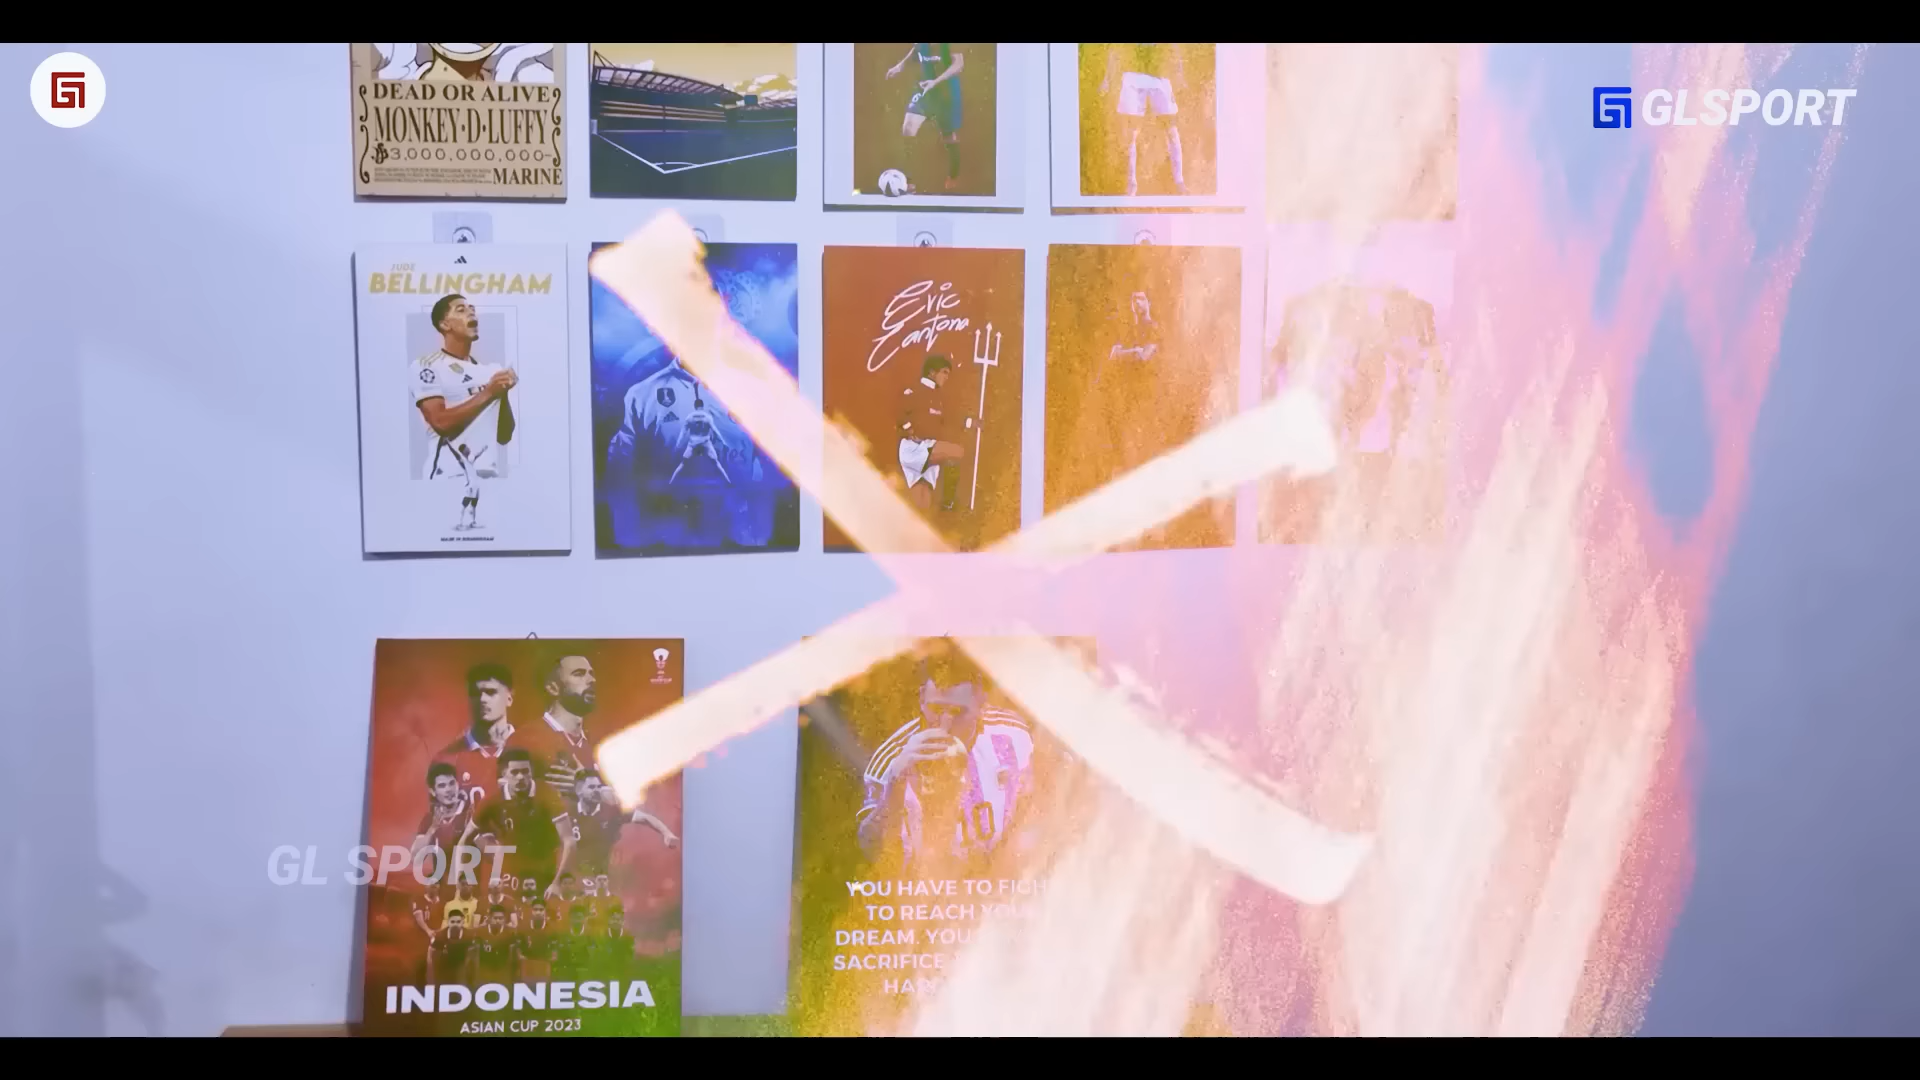 DEAD OR ALIVE
MONKEY·D·LUFFY
3,000,000,000-
MARINE
GLSPORT
JUDE
BELLINGHAM
Eric
Cantona
GL SPORT
INDONESIA
ASIAN CUP 2023
10
YOU HAVE TO FIGH
TO REACH YOU
DREAM. YOU
SACRIFICE
HA